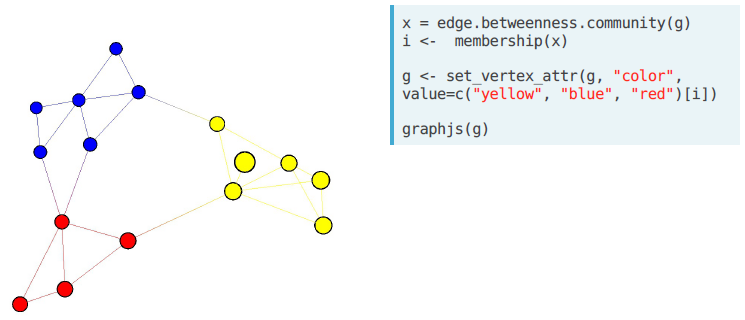 x = edge.betweenness.community(g)
i <-  membership(x)
g <- set_vertex_attr(g, "color",
value=c("yellow", "blue", "red")[i])
graphjs(g)